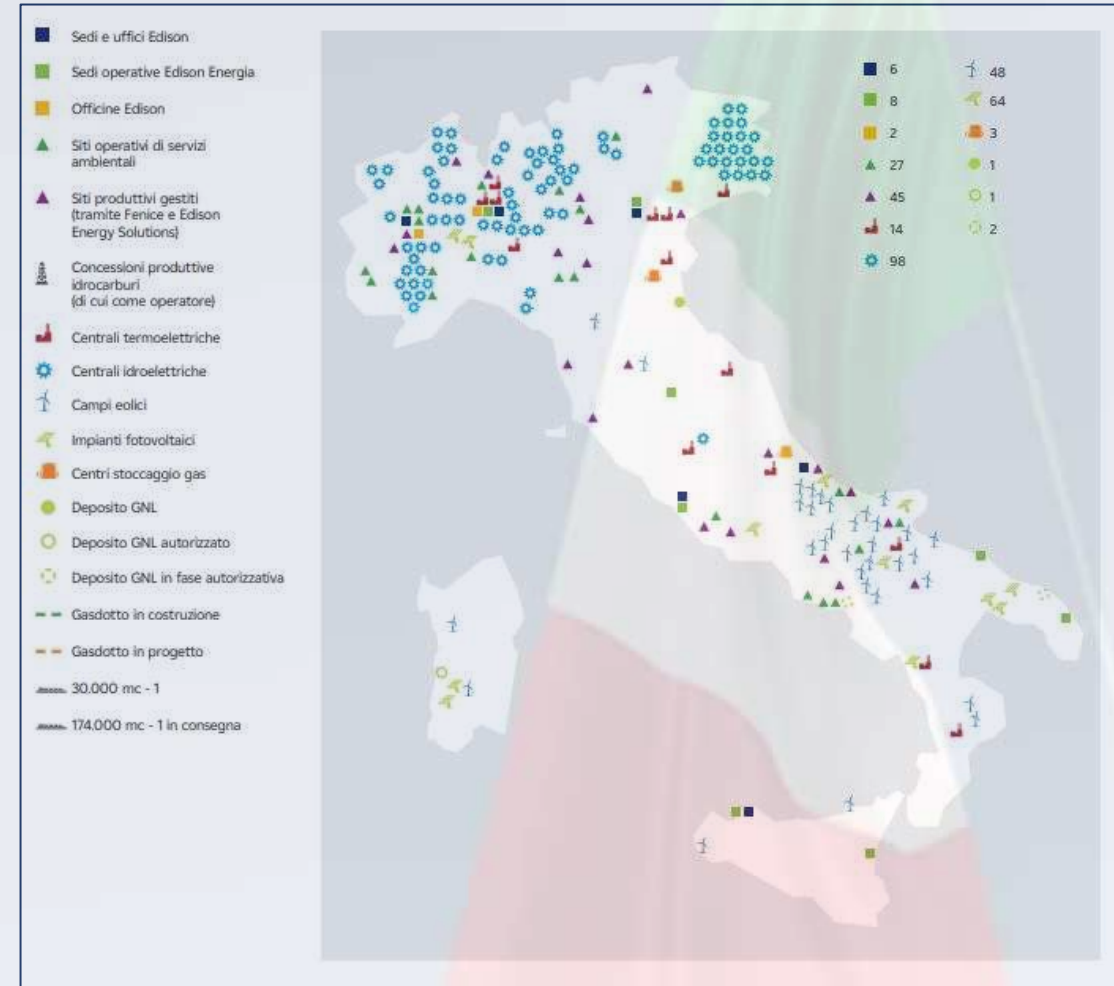 Sedi e uffici Edison
Sedi operative Edison Energia
Officine Edison
Siti operativi di servizi
ambientali
Siti produttivi gestiti
(tramite Fenice e Edison
Energy Solutions)
Concessioni produttive
idrocarburi
(di cui come operatore)
Centrali termoelettriche
Centrali idroelettriche
Campi eolici
Impianti fotovoltaici
Centri stoccaggio gas
Deposito GNL
Deposito GNL autorizzato
Deposito GNL in fase autorizzativa
Gasdotto in costruzione
Gasdotto in progetto
30.000 mc - 1
174.000 mc - 1 in consegna
6
8
2
27
45
14
98
48
64
3
1
1
2